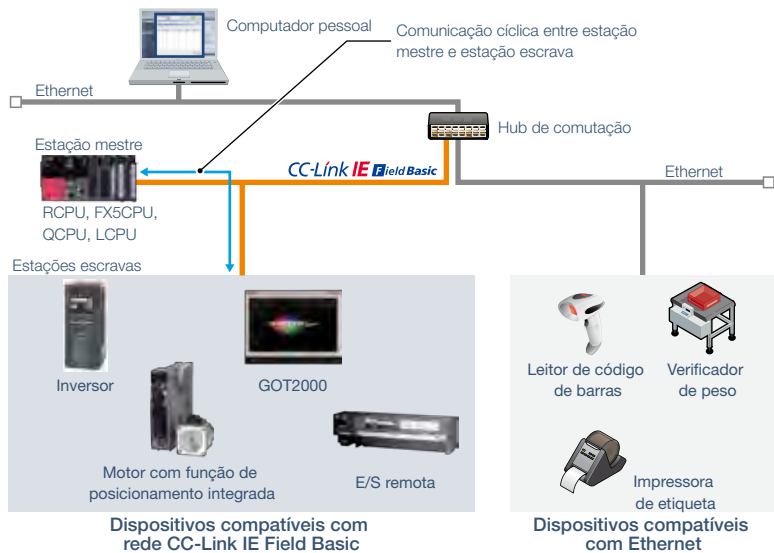 Computador pessoal
Comunicação cíclica entre estação
mestre e estação escrava
Ethernet
Hub de comutação
Estação mestre
CC-Link IE Field Basic
Ethernet
RCPU, FX5CPU,
QCPU, LCPU
Estações escravas
Inversor
GOT2000
Leitor de código
de barras
Verificador
de peso
Motor com função de
posicionamento integrada
E/S remota
Impressora
de etiqueta
Dispositivos compatíveis com
rede CC-Link IE Field Basic
Dispositivos compatíveis
com Ethernet